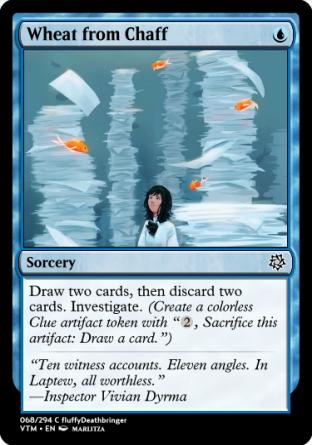 Wheat from Chaff
Sorcery
Draw two cards, then discard two
cards. Investigate. (Create a colorless
Clue artifact token with “2, Sacrifice this
artifact: Draw a card.”)
“Ten witness accounts. Eleven angles. In
Laptew, all worthless.”
—Inspector Vivian Dyrma
068/294 C fluffyDeathbringer
VTM • EN MARLITZA